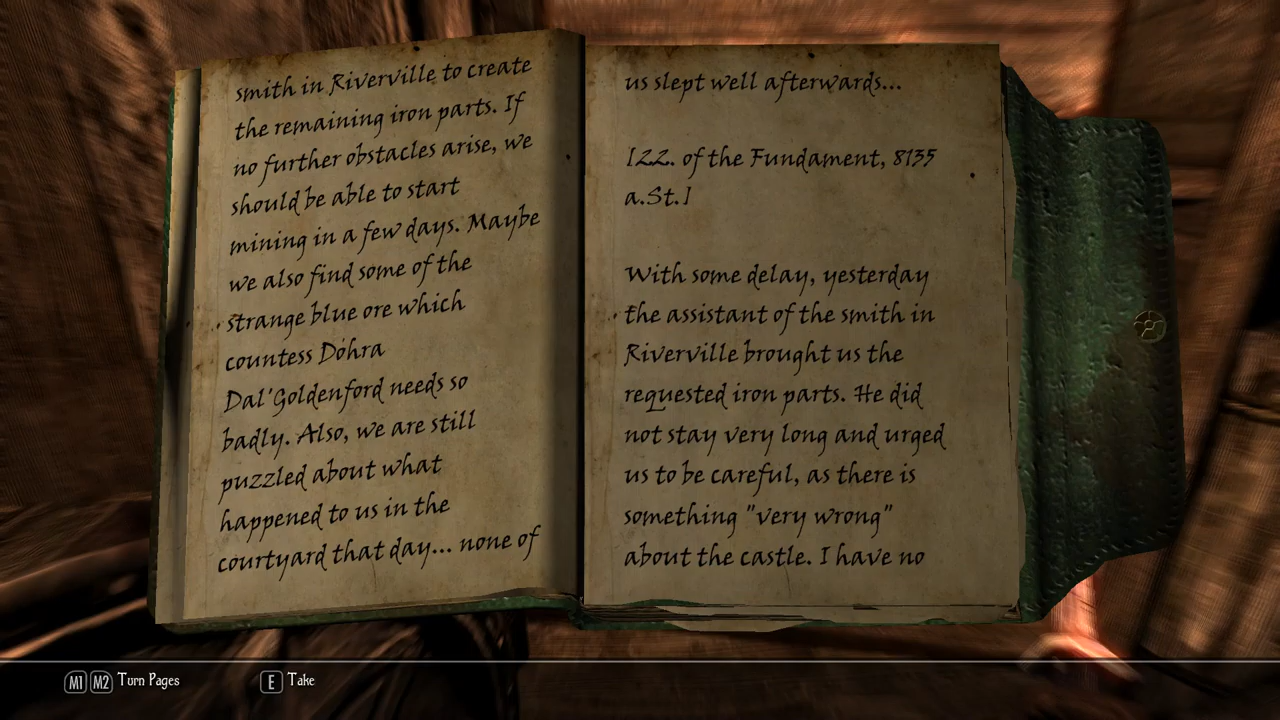 smith in Riverville to create
the remaining iron parts. If
no further obstacles arise, we
should be able to start
mining in a few days. Maybe
we also find some of the
strange blue ore which
countess Dohra
Dal'Goldenford needs so
badly. Also, we are still
puzzled about what
happened to us in the
courtyard that day... none of
us slept well afterwards...
[22. of the Fundament, 8135
a.St.]
With some delay, yesterday
the assistant of the smith in
Riverville brought us the
requested iron parts. He did
not stay very long and urged
us to be careful, as there is
something "very wrong"
about the castle. I have no
M1 M2 Turn Pages
E Take